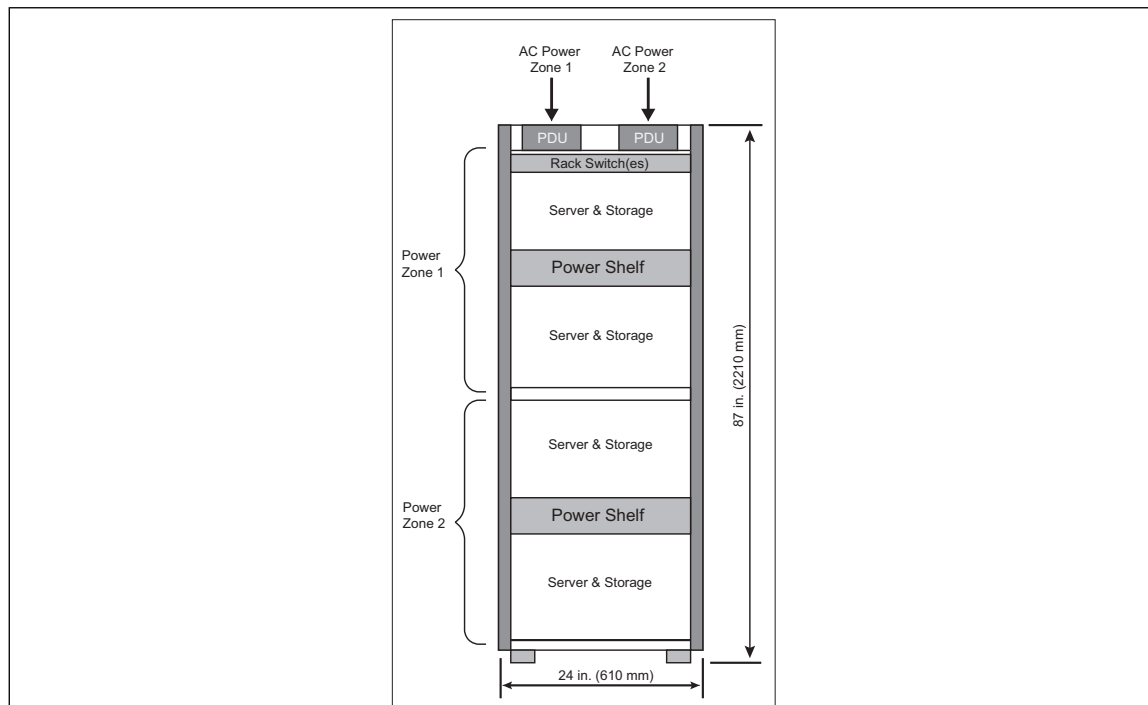 AC Power
Zone 1
AC Power
Zone 2
PDU
PDU
Rack Switch(es)
Server & Storage
Power
Zone 1
Power Shelf
Server & Storage
87 in. (2210 mm)
Server & Storage
Power
Zone 2
Power Shelf
Server & Storage
24 in. (610 mm)